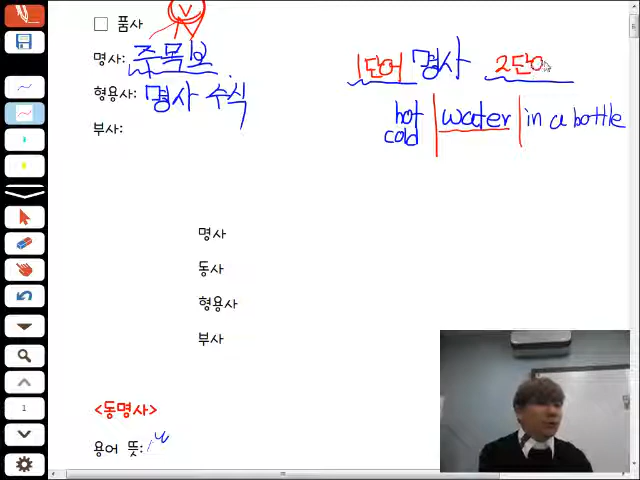 V
품사
명사: 주목보
형용사: 명사 수식
부사:
1단어 명사 2단어
hot water in a bottle
cold
명사
동사
형용사
부사
<동명사>
용어 뜻:
1